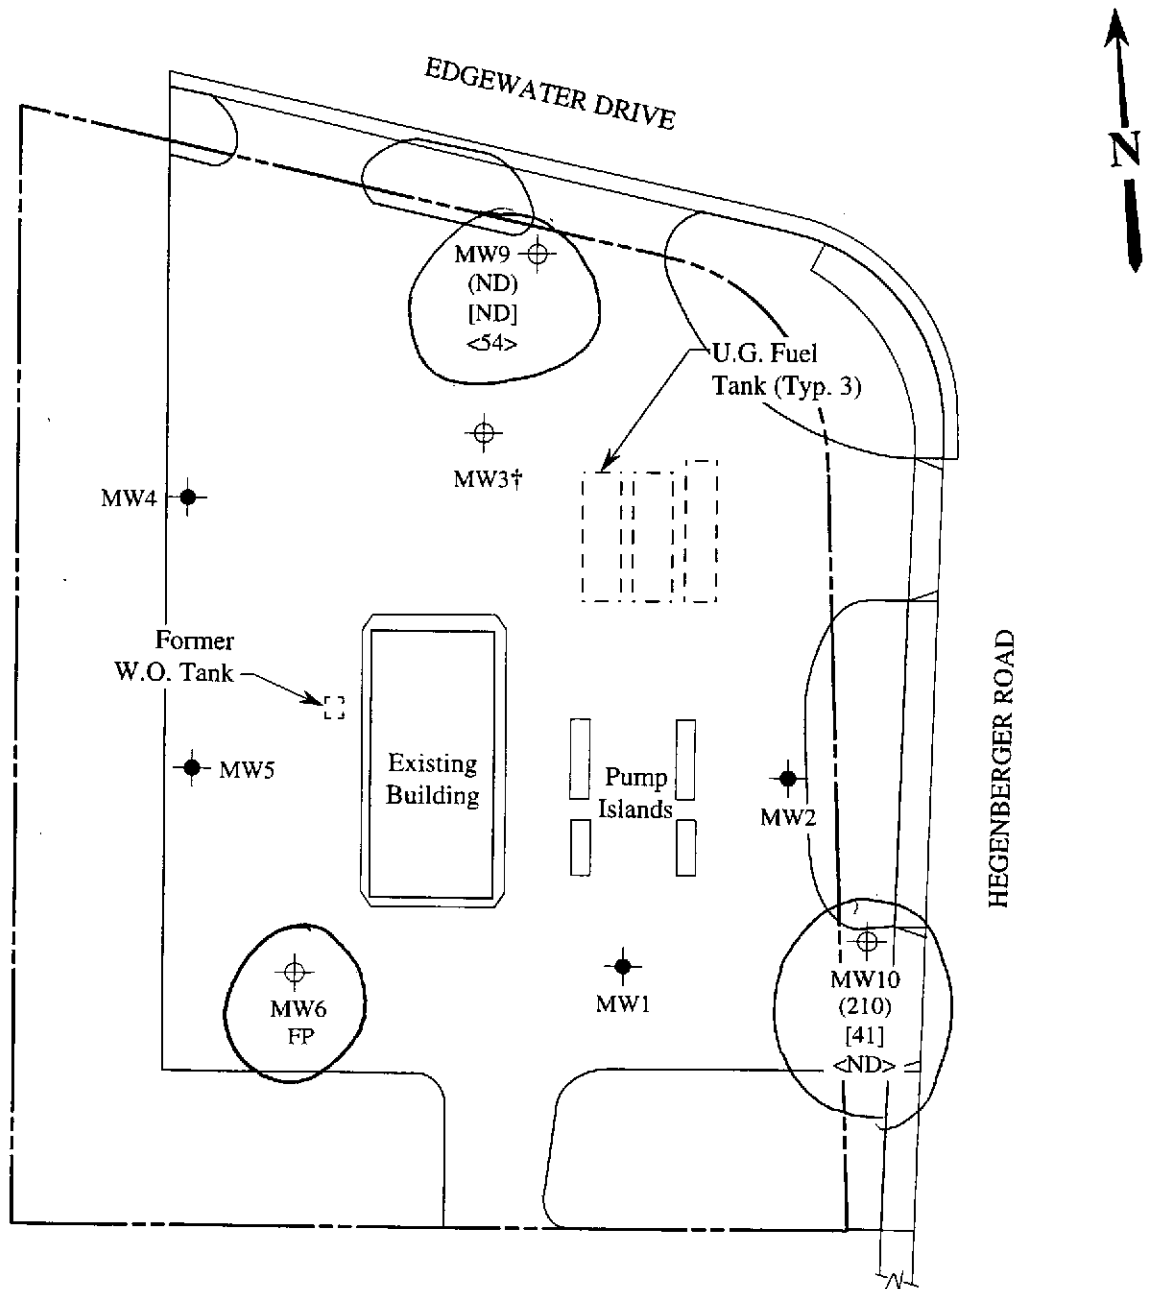 EDGEWATER DRIVE
N
MW9
(ND)
[ND]
<54>
U.G. Fuel
Tank (Typ. 3)
MW3†
MW4
Former
W.O. Tank
MW5
Existing
Building
Pump
Islands
MW2
HEGENBERGER ROAD
MW6
FP
MW1
MW10
(210)
[41]
<ND>